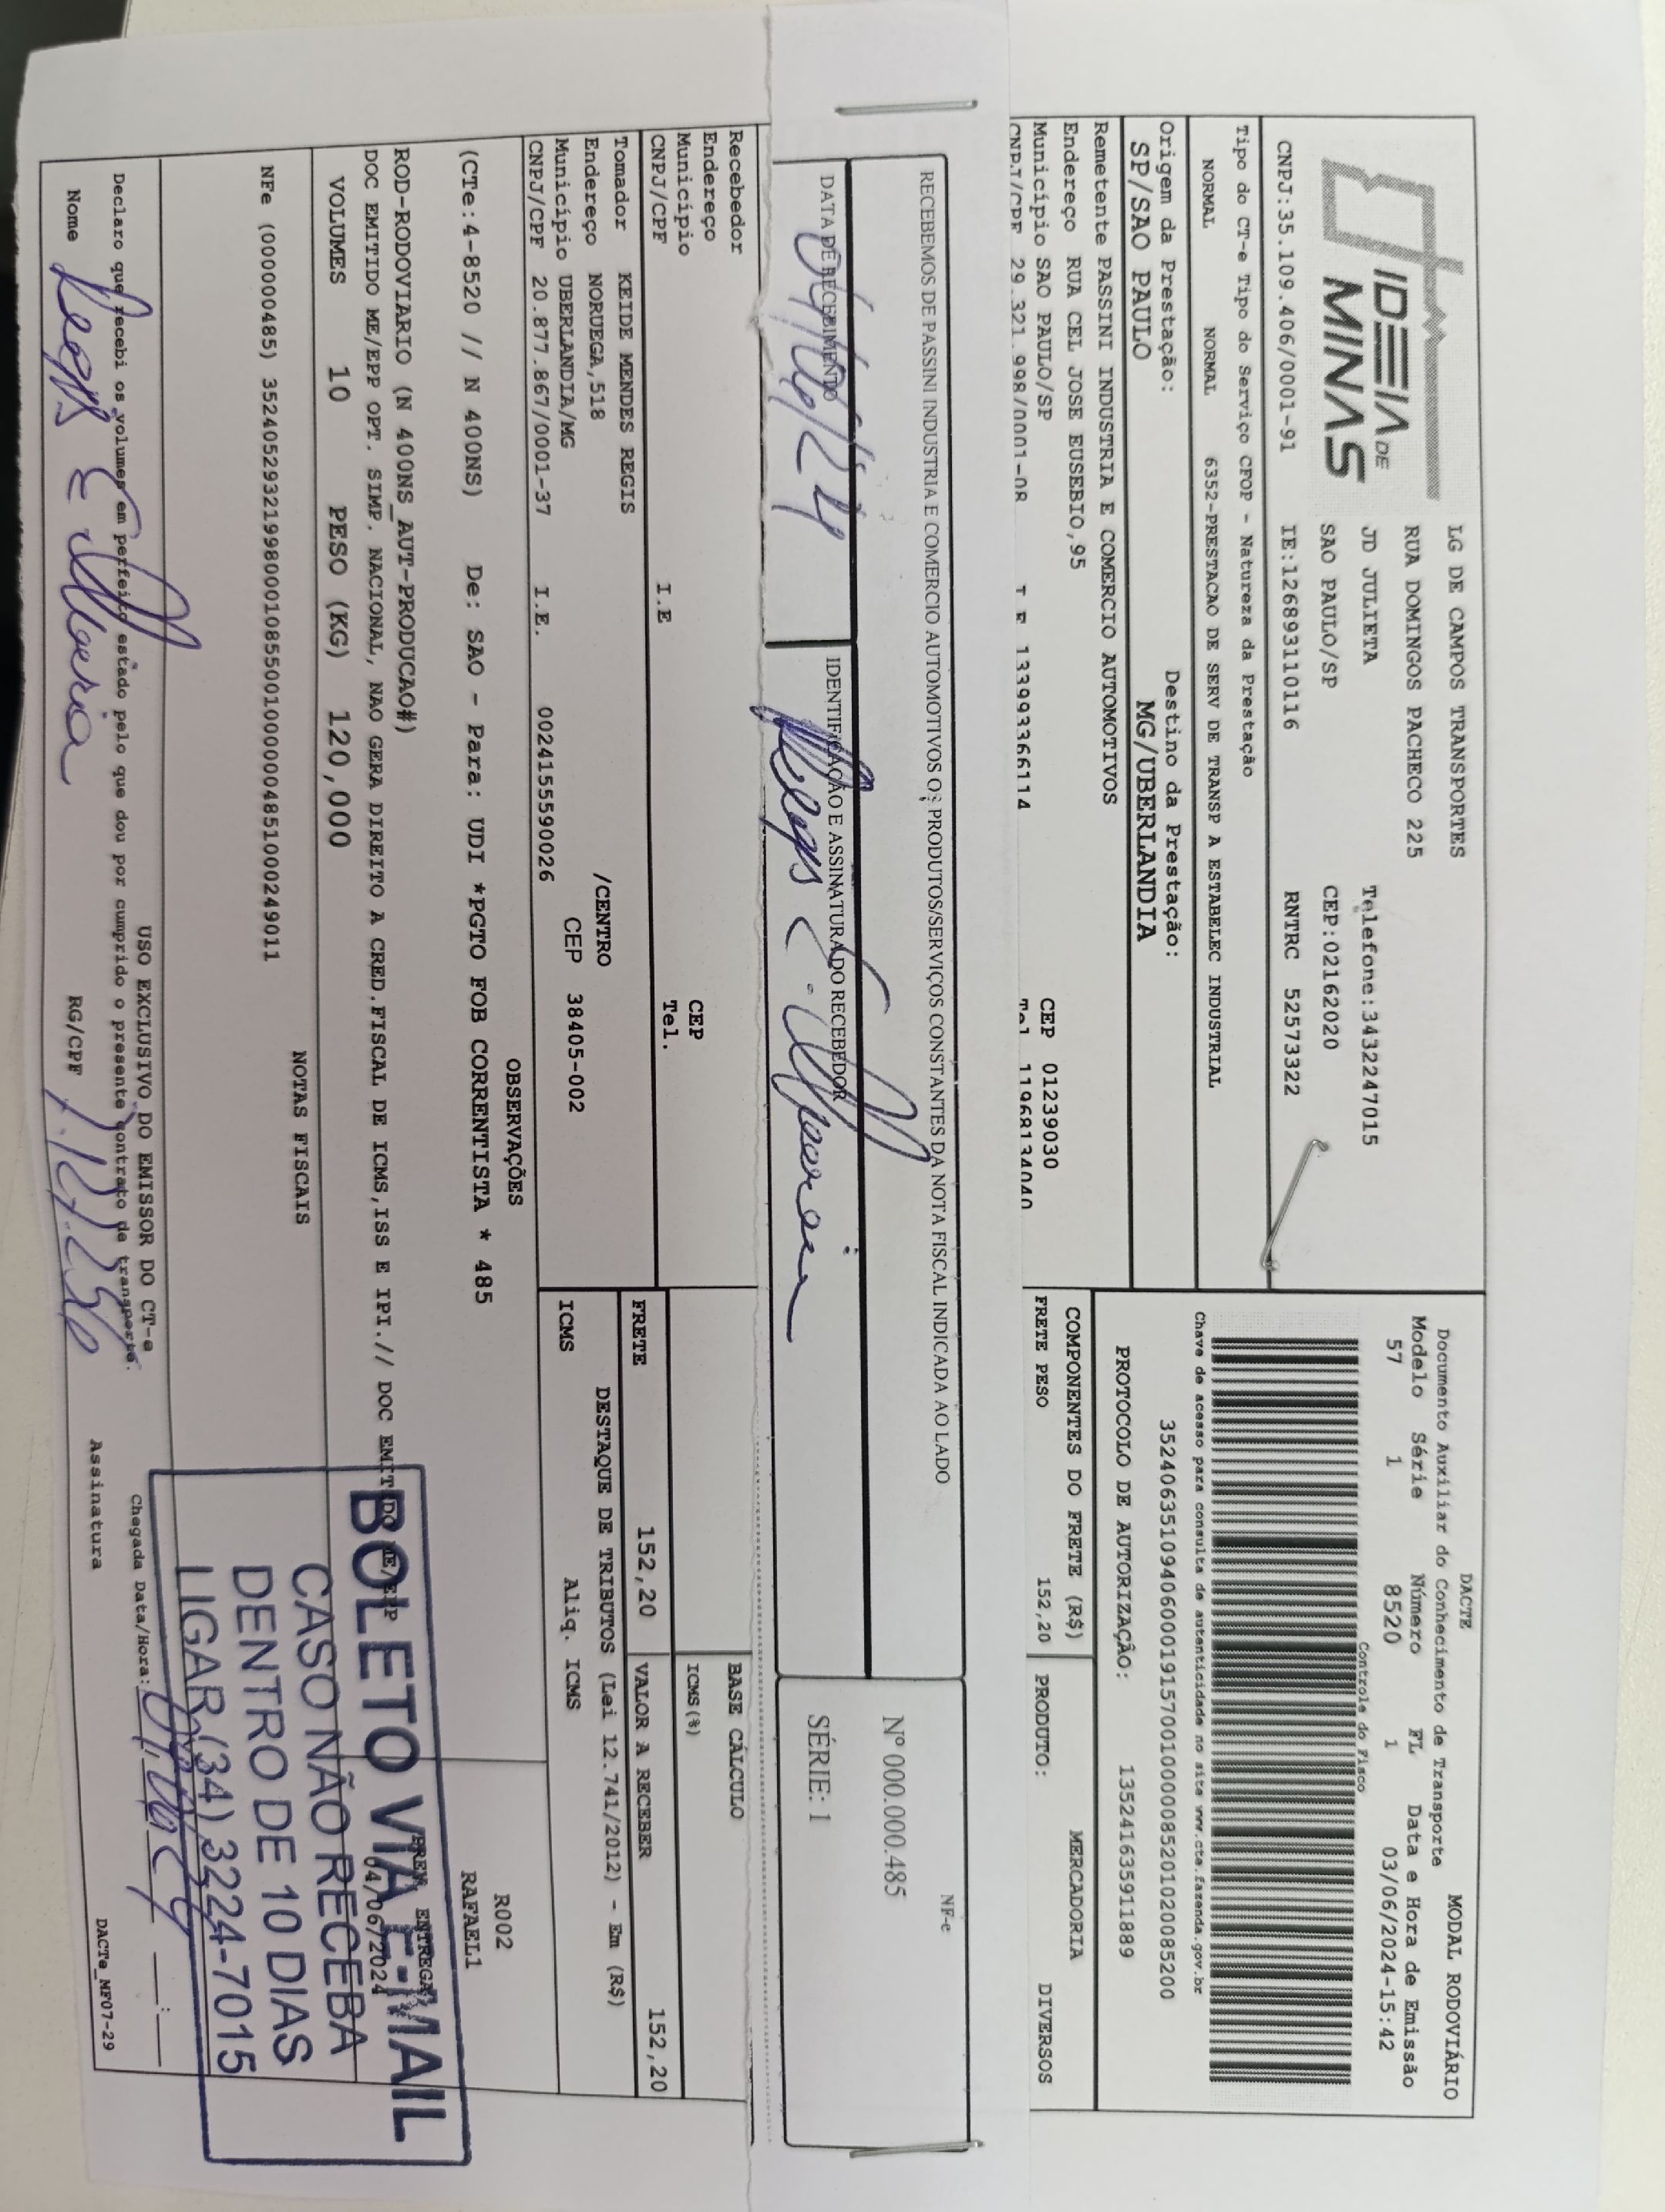 IDEIA DE
MINAS
LG DE CAMPOS TRANSPORTES
RUA DOMINGOS PACHECO 225
JD JULIETA Telefone:3432247015
SAO PAULO/SP CEP:02162020
CNPJ:35.109.406/0001-91 IE:126893110116 RNTRC 52573322
DACTE MODAL RODOVIÁRIO
Documento Auxiliar do Conhecimento de Transporte
Modelo Série Número FL Data e Hora de Emissão
57 1 8520 1 03/06/2024-15:42
Controle do Fisco
Chave de acesso para consulta de autenticidade no site www.cte.fazenda.gov.br
35240635109406000191570010000085201020085200
PROTOCOLO DE AUTORIZAÇÃO: 135241635911889
Tipo do CT-e Tipo do Serviço CFOP - Natureza da Prestação
NORMAL NORMAL 6352-PRESTACAO DE SERV DE TRANSP A ESTABELEC INDUSTRIAL
Origem da Prestação: Destino da Prestação:
SP/SAO PAULO MG/UBERLANDIA
Remetente PASSINI INDUSTRIA E COMERCIO AUTOMOTIVOS
Endereço RUA CEL JOSE EUSEBIO,95 CEP 01239030
Município SAO PAULO/SP Tel 11968134040
CNPJ/CPF 29.321.998/0001-08 I E 133993366114
COMPONENTES DO FRETE (R$) PRODUTO: MERCADORIA DIVERSOS
FRETE PESO 152,20
RECEBEMOS DE PASSINI INDUSTRIA E COMERCIO AUTOMOTIVOS OS PRODUTOS/SERVIÇOS CONSTANTES DA NOTA FISCAL INDICADA AO LADO
DATA DE RECEBIMENTO IDENTIFICAÇÃO E ASSINATURA DO RECEBEDOR
NF-e
Nº 000.000.485
SÉRIE: 1
Recebedor
Endereço CEP
Município Tel.
CNPJ/CPF I.E
BASE CÁLCULO
ICMS(%)
FRETE 152,20 VALOR A RECEBER 152,20
Tomador KEIDE MENDES REGIS
Endereço NORUEGA,518 /CENTRO
Município UBERLANDIA/MG CEP 38405-002
CNPJ/CPF 20.877.867/0001-37 I.E. 0024155590026
DESTAQUE DE TRIBUTOS (Lei 12.741/2012) - Em (R$)
ICMS Aliq. ICMS
OBSERVAÇÕES
(CTe:4-8520 // N 400NS) De: SAO - Para: UDI *PGTO FOB CORRENTISTA * 485
R002
RAFAEL1
ROD-RODOVIARIO (N 400NS_AUT-PRODUCAO#)
DOC EMITIDO ME/EPP OPT. SIMP. NACIONAL, NAO GERA DIREITO A CRED.FISCAL DE ICMS,ISS E IPI.// DOC EMITIDO ME/EPP
ENTREGA
04/06/2024
VOLUMES 10 PESO (KG) 120,000
NOTAS FISCAIS
NFe (000000485) 35240529321998000108550010000004851000249011
BOLETO VIA E-MAIL
CASO NÃO RECEBA
DENTRO DE 10 DIAS
LIGAR (34) 3224-7015
USO EXCLUSIVO DO EMISSOR DO CT-e
Declaro que recebi os volumes em perfeito estado pelo que dou por cumprido o presente contrato de transporte.
Chegada Data/Hora: :
Nome RG/CPF Assinatura
DACTe_MF07-29